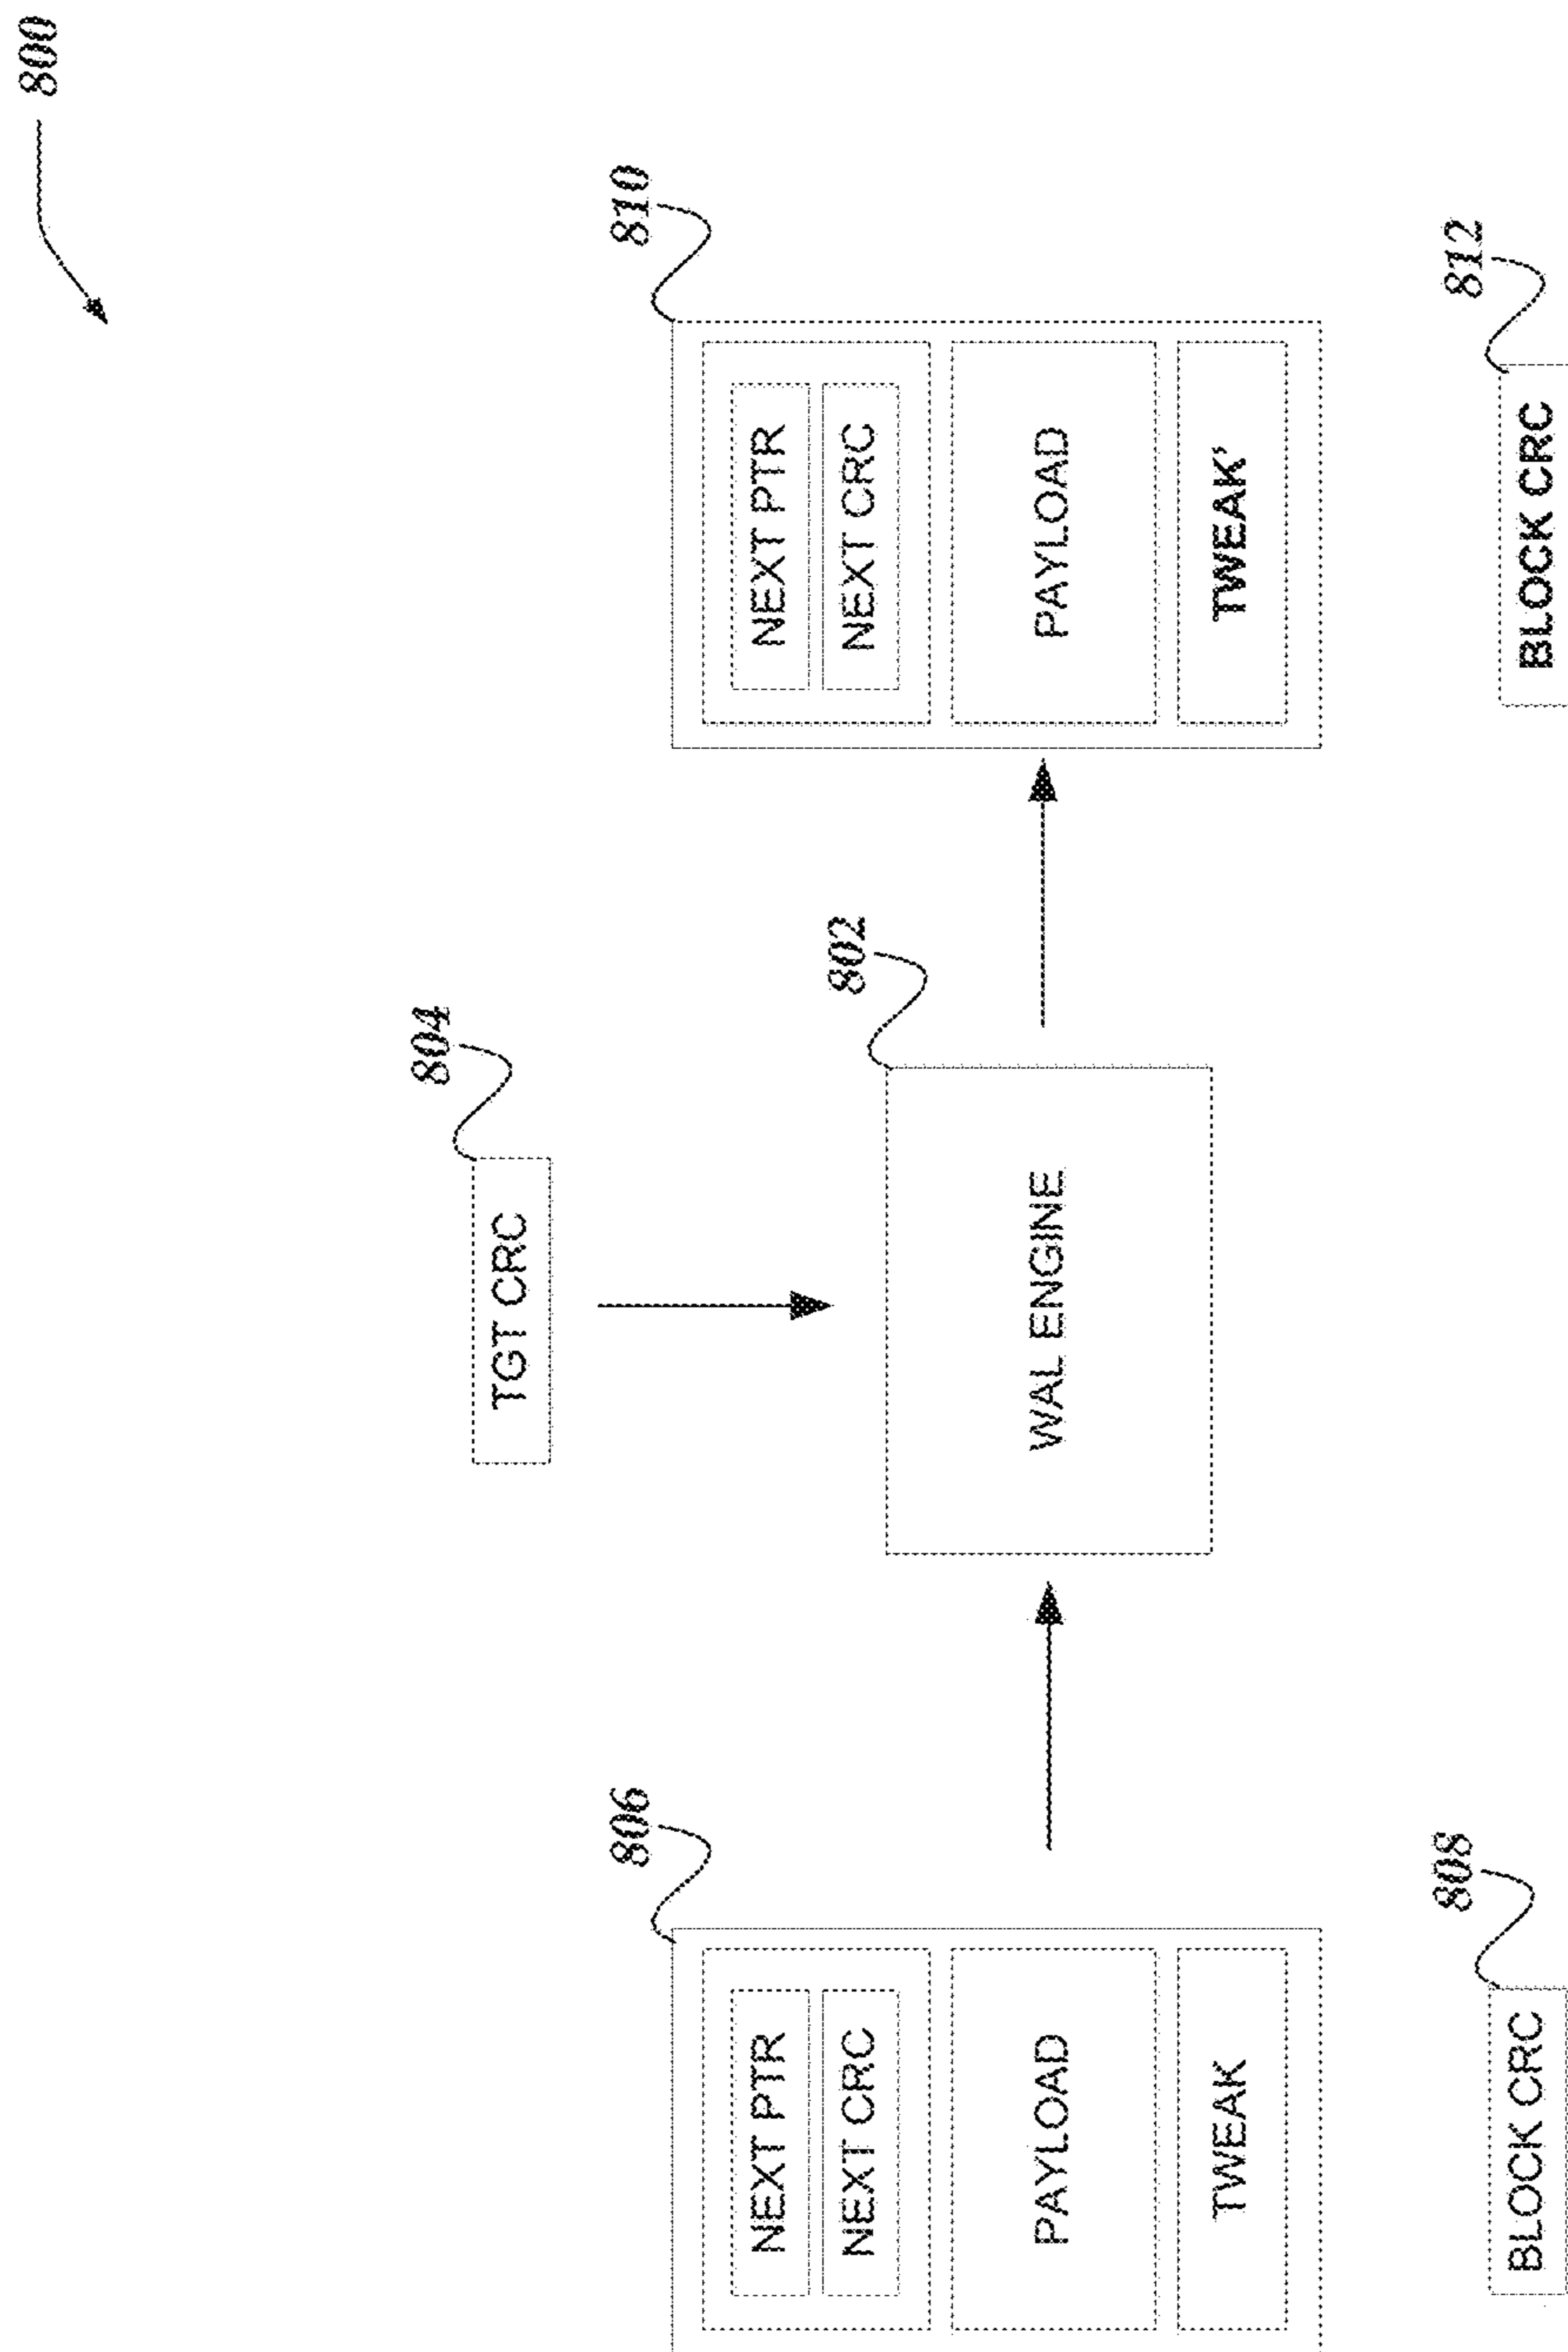 800
804
TGT CRC
806
NEXT PTR
NEXT CRC
PAYLOAD
TWEAK
802
WAL ENGINE
810
NEXT PTR
NEXT CRC
PAYLOAD
TWEAK'
808
BLOCK CRC
812
BLOCK CRC